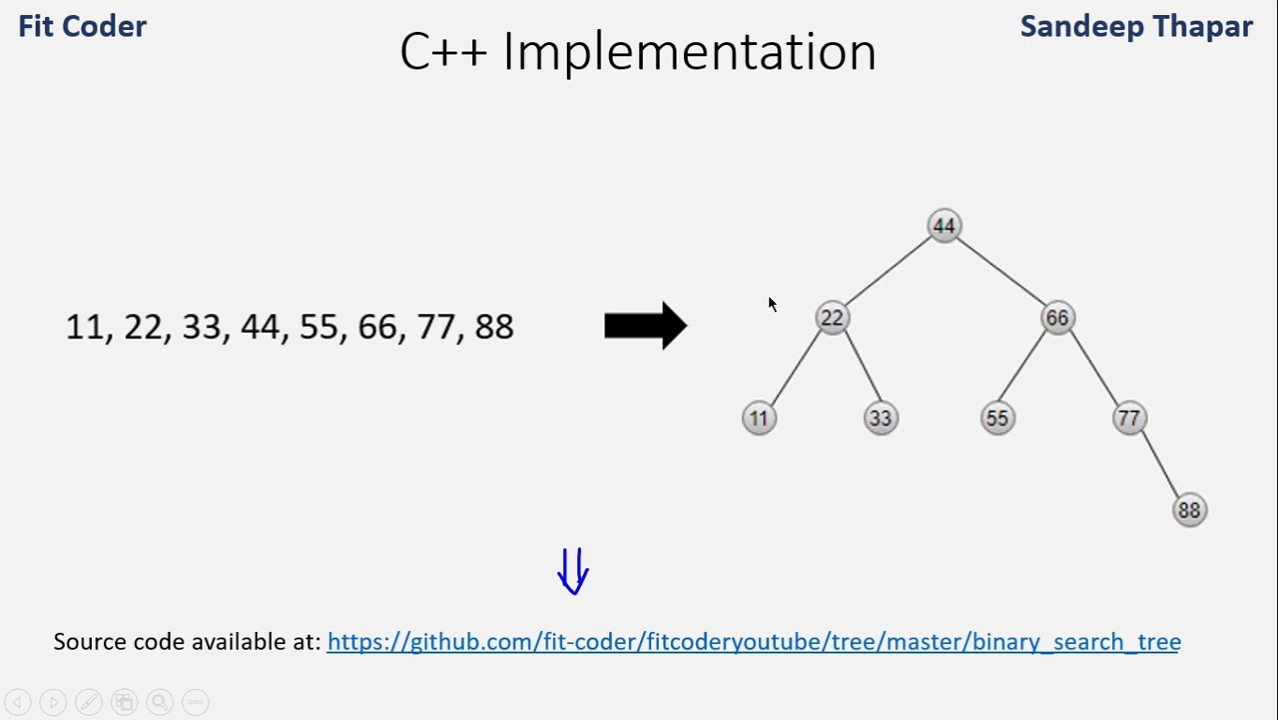 Fit Coder
Sandeep Thapar
C++ Implementation
44
11, 22, 33, 44, 55, 66, 77, 88
22
66
11
33
55
77
88
Source code available at: https://github.com/fit-coder/fitcoderyoutube/tree/master/binary_search_tree